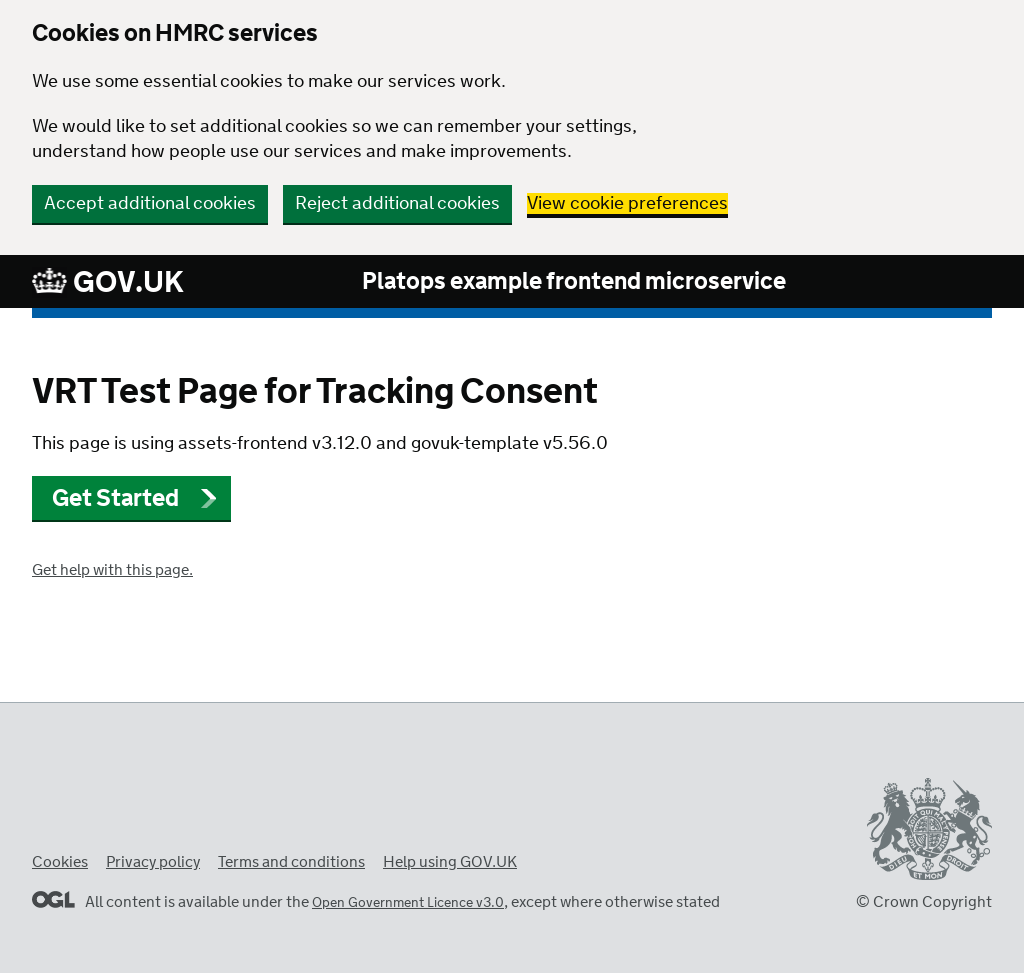 Cookies on HMRC services
We use some essential cookies to make our services work.
We would like to set additional cookies so we can remember your settings,
understand how people use our services and make improvements.
Accept additional cookies Reject additional cookies View cookie preferences
GOV.UK Platops example frontend microservice
VRT Test Page for Tracking Consent
This page is using assets-frontend v3.12.0 and govuk-template v5.56.0
Get Started
Get help with this page.
Cookies Privacy policy Terms and conditions Help using GOV.UK
OGL All content is available under the Open Government Licence v3.0, except where otherwise stated
DIEU ET MON DROIT
© Crown Copyright